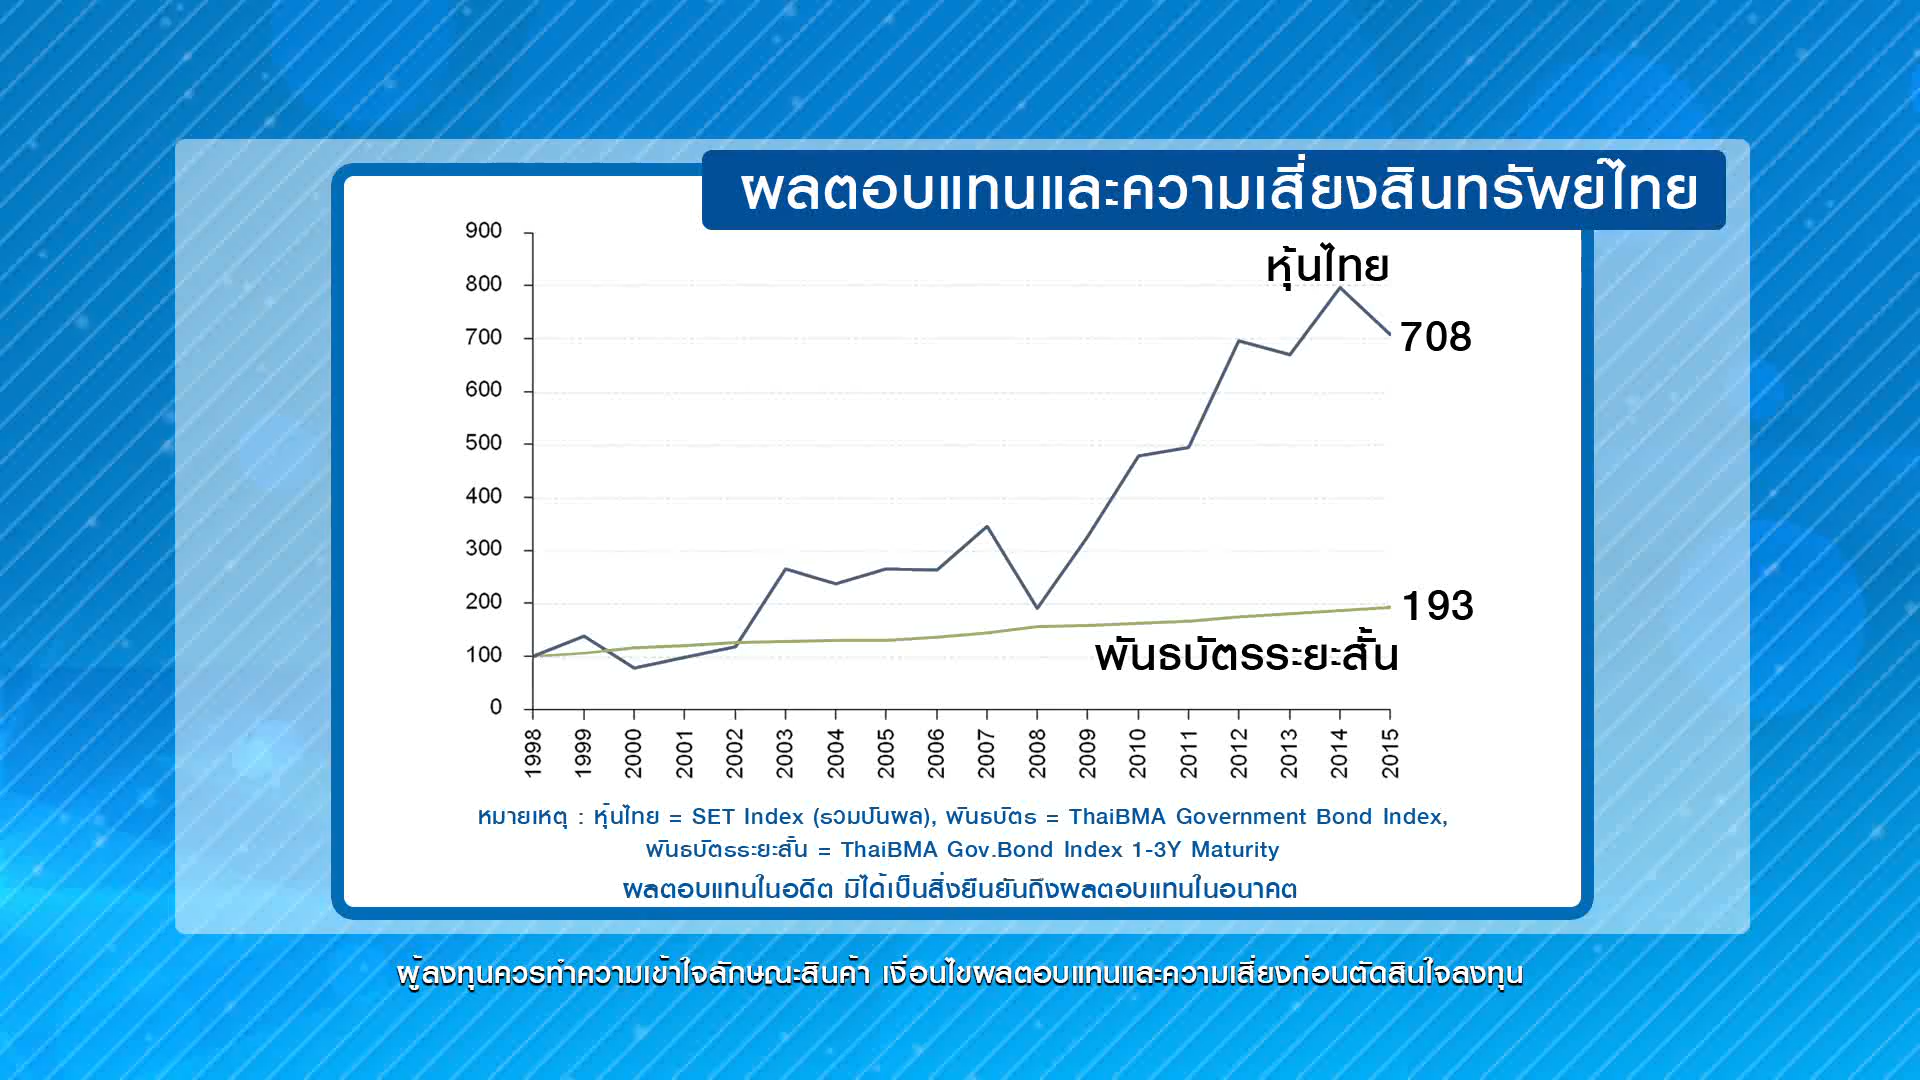 ผลตอบแทนและความเสี่ยงสินทรัพย์ไทย
หุ้นไทย
900
800
700
600
500
400
300
200
100
0
708
193
พันธบัตรระยะสั้น
1998 1999 2000 2001 2002 2003 2004 2005 2006 2007 2008 2009 2010 2011 2012 2013 2014 2015
หมายเหตุ : หุ้นไทย = SET Index (รวมปันผล), พันธบัตร = ThaiBMA Government Bond Index,
พันธบัตรระยะสั้น = ThaiBMA Gov.Bond Index 1-3Y Maturity
ผลตอบแทนในอดีต มิได้เป็นสิ่งยืนยันถึงผลตอบแทนในอนาคต
ผู้ลงทุนควรทำความเข้าใจลักษณะสินค้า เงื่อนไขผลตอบแทนและความเสี่ยงก่อนตัดสินใจลงทุน